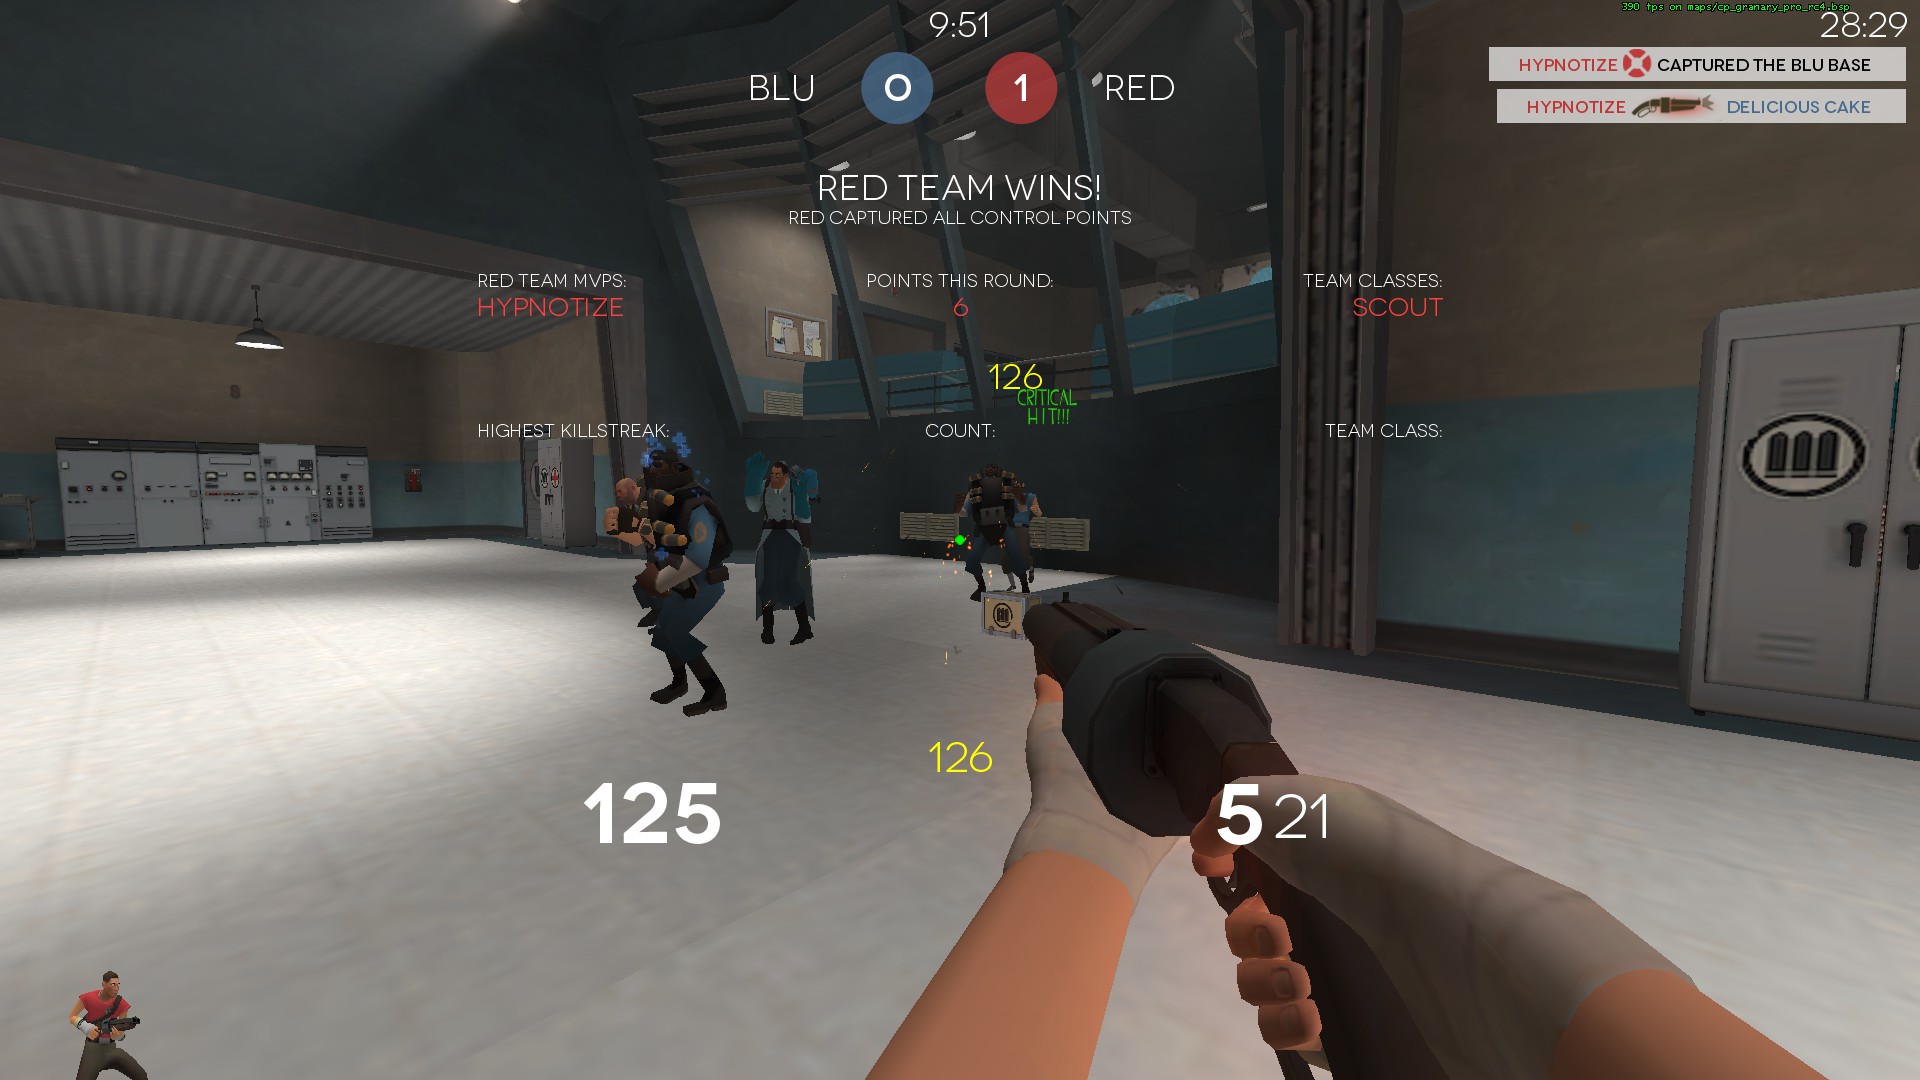 390 fps on maps/cp_granary_pro_rc4.bsp
9:51
28:29
BLU 0 1 RED
HYPNOTIZE CAPTURED THE BLU BASE
HYPNOTIZE DELICIOUS CAKE
RED TEAM WINS!
RED CAPTURED ALL CONTROL POINTS
RED TEAM MVPS: POINTS THIS ROUND: TEAM CLASSES:
HYPNOTIZE 6 SCOUT
126
CRITICAL
HIT!!!
HIGHEST KILLSTREAK: COUNT: TEAM CLASS:
126
125
5 21